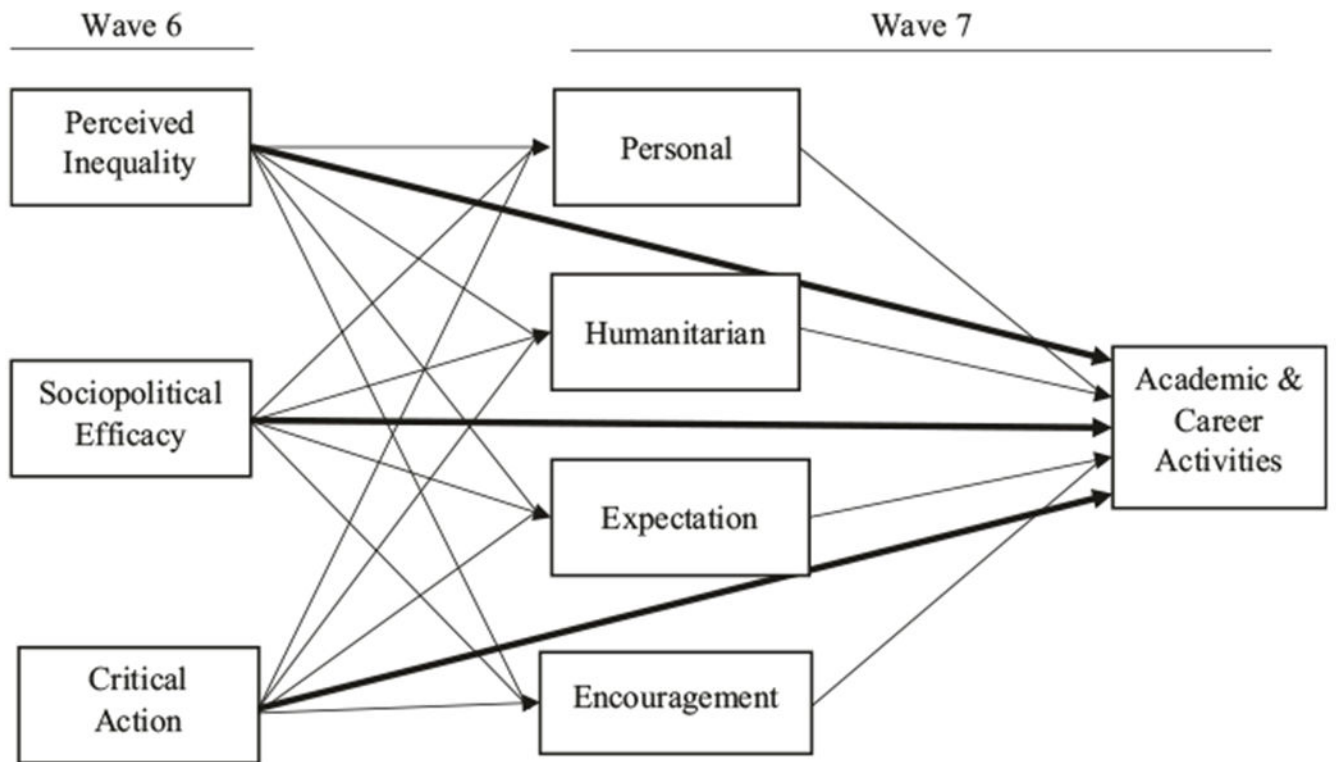 Wave 6
Wave 7
Perceived
Inequality
Personal
Humanitarian
Sociopolitical
Efficacy
Academic &
Career
Activities
Expectation
Critical
Action
Encouragement